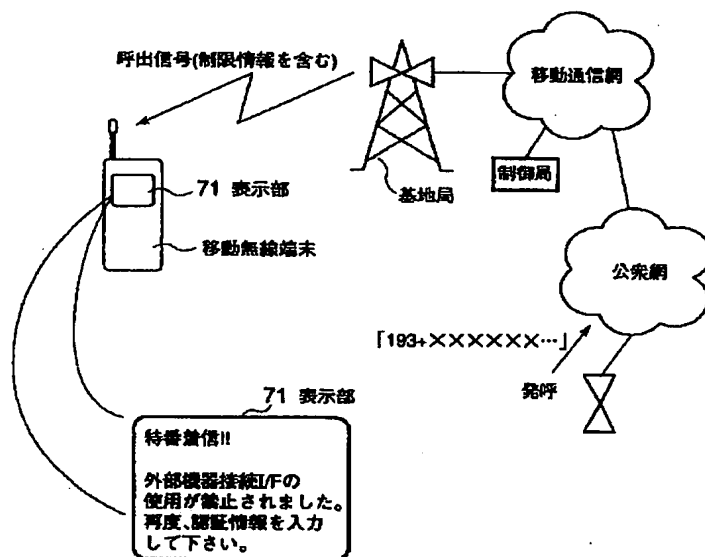 呼出信号(制限情報を含む)
移動通信網
制御局
基地局
71 表示部
移動無線端末
公衆網
「193+××××××…」
発呼
71 表示部
特番着信!!
外部機器接続I/Fの
使用が禁止されました。
再度、認証情報を入力
して下さい。